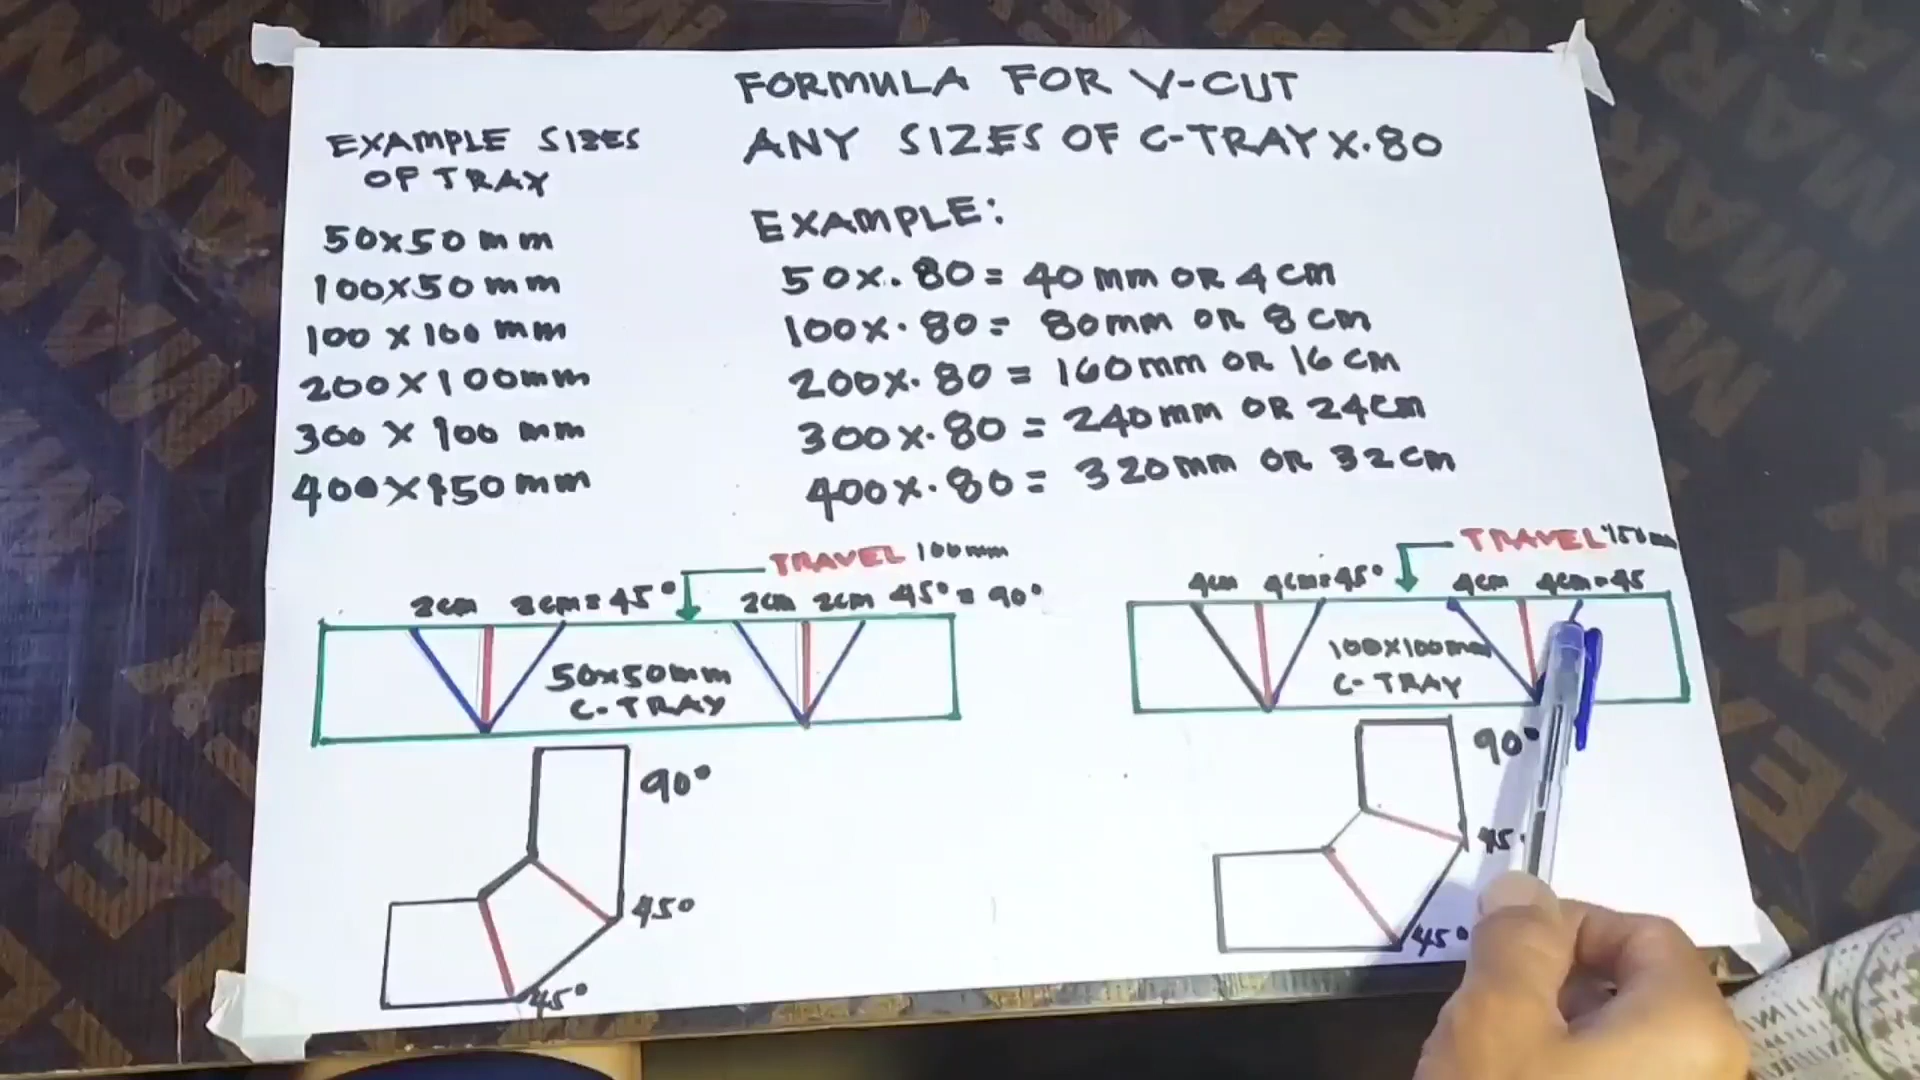 FORMULA FOR V-CUT
ANY SIZES OF C-TRAY X.80
EXAMPLE SIZES
OF TRAY
50x50mm
100x50mm
100x100mm
200x100mm
300x100mm
400x150mm
EXAMPLE:
50x.80= 40mm OR 4cm
100x.80= 80mm OR 8cm
200x.80= 160mm OR 16cm
300x.80= 240mm OR 24cm
400x.80= 320mm OR 32cm
TRAVEL 100mm
2cm 2cm=45° 2cm 2cm 45°=90°
50x50mm
C-TRAY
90°
45°
45°
TRAVEL 150mm
4cm 4cm=45° 4cm 4cm=45
100x100mm
C-TRAY
90°
45°
45°